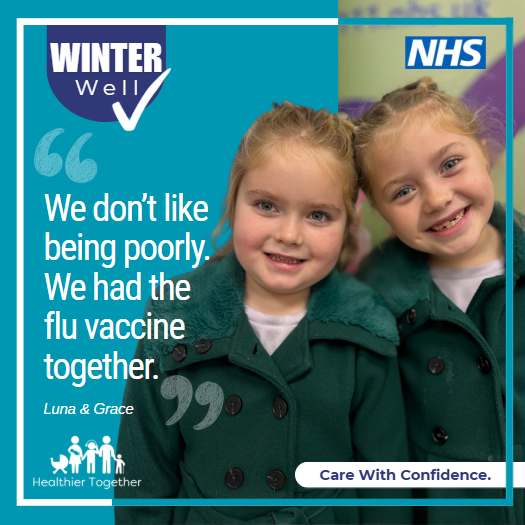 WINTER
Well
NHS
“We don’t like
being poorly.
We had the
flu vaccine
together.”
Luna & Grace
Healthier Together
Care With Confidence.